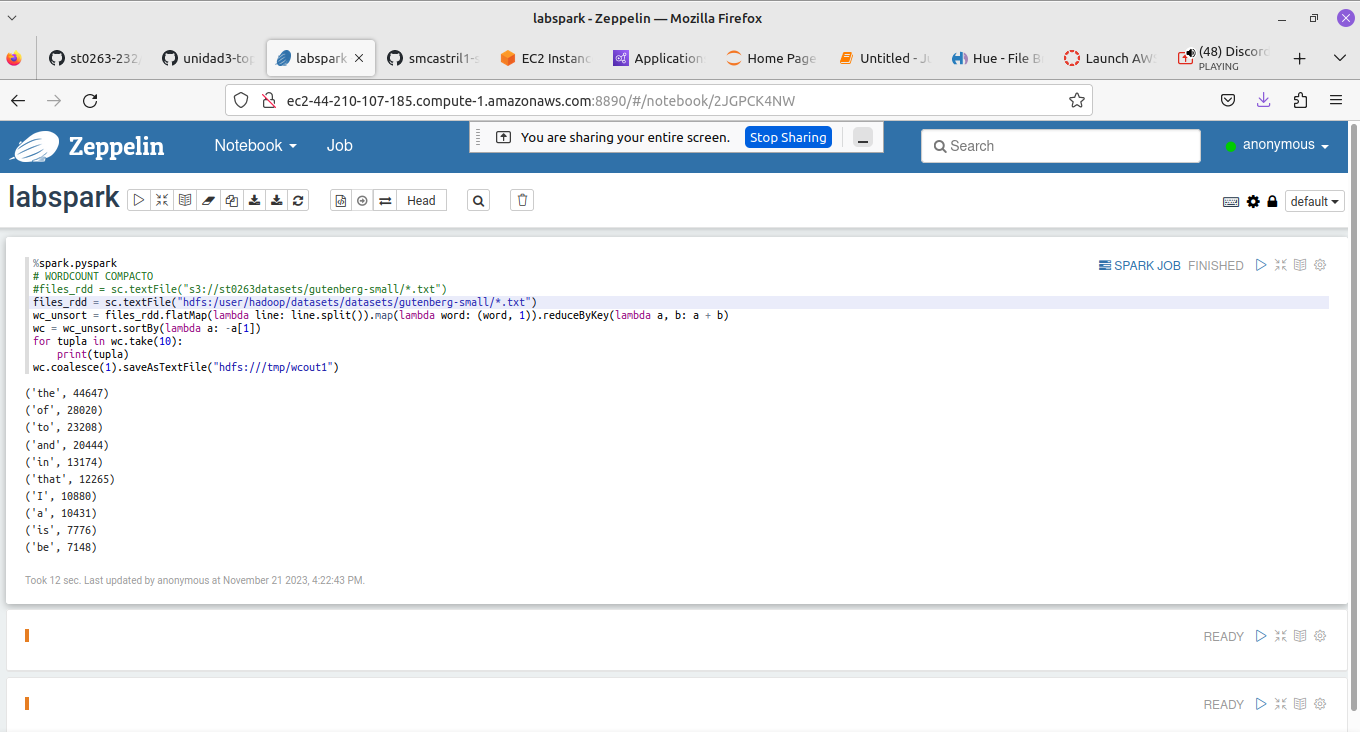 labspark - Zeppelin — Mozilla Firefox
st0263-232/
unidad3-top
labspark
smcastril1-s
EC2 Instanc
Application
Home Page
Untitled - Ju
Hue - File B
Launch AW
(48) Discord
PLAYING
ec2-44-210-107-185.compute-1.amazonaws.com:8890/#/notebook/2JGPCK4NW
Zeppelin
Notebook
Job
You are sharing your entire screen.
Stop Sharing
Search
anonymous
labspark
Head
default
%spark.pyspark
SPARK JOB FINISHED
# WORDCOUNT COMPACTO
#files_rdd = sc.textFile("s3://st0263datasets/gutenberg-small/*.txt")
files_rdd = sc.textFile("hdfs:/user/hadoop/datasets/datasets/gutenberg-small/*.txt")
wc_unsort = files_rdd.flatMap(lambda line: line.split()).map(lambda word: (word, 1)).reduceByKey(lambda a, b: a + b)
wc = wc_unsort.sortBy(lambda a: -a[1])
for tupla in wc.take(10):
    print(tupla)
wc.coalesce(1).saveAsTextFile("hdfs:///tmp/wcout1")
('the', 44647)
('of', 28020)
('to', 23208)
('and', 20444)
('in', 13174)
('that', 12265)
('I', 10880)
('a', 10431)
('is', 7776)
('be', 7148)
Took 12 sec. Last updated by anonymous at November 21 2023, 4:22:43 PM.
READY
READY